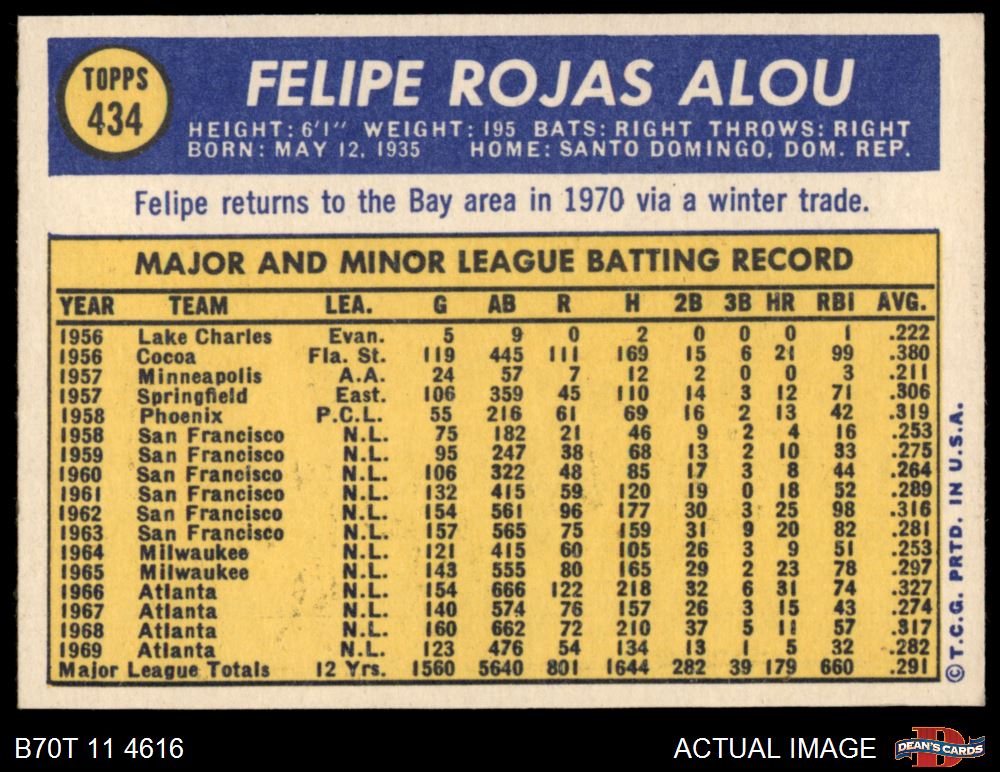 TOPPS
434
FELIPE ROJAS ALOU
HEIGHT: 6'1" WEIGHT: 195 BATS: RIGHT THROWS: RIGHT
BORN: MAY 12, 1935 HOME: SANTO DOMINGO, DOM. REP.
Felipe returns to the Bay area in 1970 via a winter trade.
MAJOR AND MINOR LEAGUE BATTING RECORD
YEAR TEAM LEA. G AB R H 2B 3B HR RBI AVG.
1956 Lake Charles Evan. 5 9 0 2 0 0 0 1 .222
1956 Cocoa Fla. St. 119 445 111 169 15 6 21 99 .380
1957 Minneapolis A.A. 24 57 7 12 2 0 0 3 .211
1957 Springfield East. 106 359 45 110 14 3 12 71 .306
1958 Phoenix P.C.L. 55 216 61 69 16 2 13 42 .319
1958 San Francisco N.L. 75 182 21 46 9 2 4 16 .253
1959 San Francisco N.L. 95 247 38 68 13 2 10 33 .275
1960 San Francisco N.L. 106 322 48 85 17 3 8 44 .264
1961 San Francisco N.L. 132 415 59 120 19 0 18 52 .289
1962 San Francisco N.L. 154 561 96 177 30 3 25 98 .316
1963 San Francisco N.L. 157 565 75 159 31 9 20 82 .281
1964 Milwaukee N.L. 121 415 60 105 26 3 9 51 .253
1965 Milwaukee N.L. 143 555 80 165 29 2 23 78 .297
1966 Atlanta N.L. 154 666 122 218 32 6 31 74 .327
1967 Atlanta N.L. 140 574 76 157 26 3 15 43 .274
1968 Atlanta N.L. 160 662 72 210 37 5 11 57 .317
1969 Atlanta N.L. 123 476 54 134 13 1 5 32 .282
Major League Totals 12 Yrs. 1560 5640 801 1644 282 39 179 660 .291
© T.C.G. PRTD. IN U.S.A.
B70T 11 4616
ACTUAL IMAGE
DEAN'S CARDS